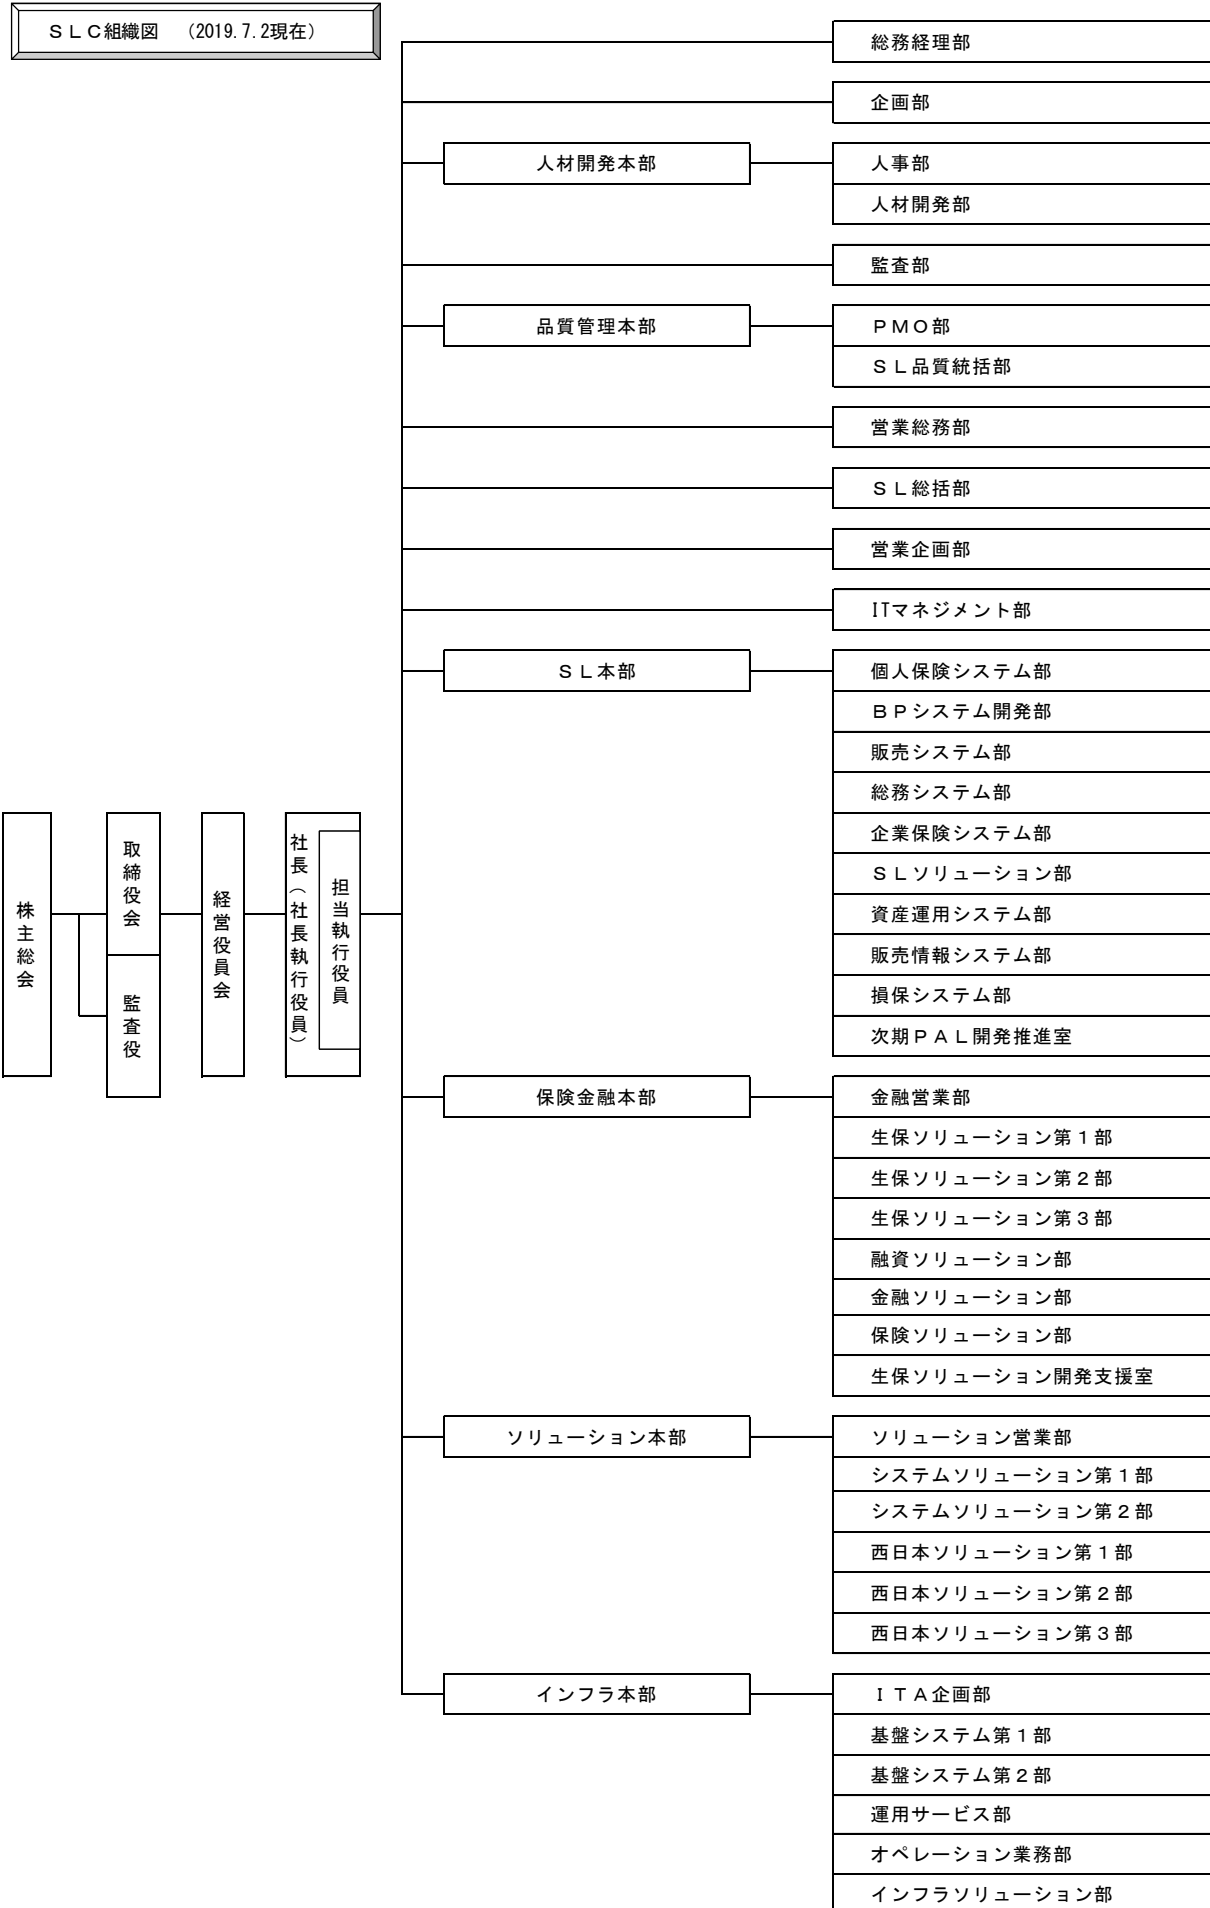 ＳＬＣ組織図　（2019.7.2現在）
総務経理部
企画部
人材開発本部
人事部
人材開発部
監査部
品質管理本部
ＰＭＯ部
ＳＬ品質統括部
営業総務部
ＳＬ総括部
営業企画部
ITマネジメント部
ＳＬ本部
個人保険システム部
ＢＰシステム開発部
販売システム部
総務システム部
企業保険システム部
ＳＬソリューション部
資産運用システム部
販売情報システム部
損保システム部
次期ＰＡＬ開発推進室
株主総会
取締役会
監査役
経営役員会
社長（社長執行役員）
担当執行役員
保険金融本部
金融営業部
生保ソリューション第１部
生保ソリューション第２部
生保ソリューション第３部
融資ソリューション部
金融ソリューション部
保険ソリューション部
生保ソリューション開発支援室
ソリューション本部
ソリューション営業部
システムソリューション第１部
システムソリューション第２部
西日本ソリューション第１部
西日本ソリューション第２部
西日本ソリューション第３部
インフラ本部
ＩＴＡ企画部
基盤システム第１部
基盤システム第２部
運用サービス部
オペレーション業務部
インフラソリューション部